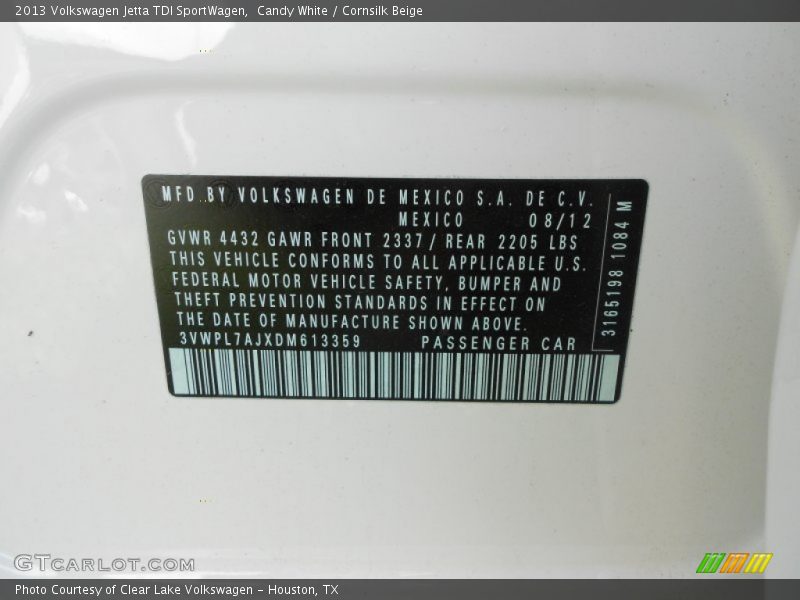 2013 Volkswagen Jetta TDI SportWagen,  Candy White / Cornsilk Beige
MFD. BY VOLKSWAGEN DE MEXICO S.A. DE C.V.
MEXICO 08/12
GVWR 4432 GAWR FRONT 2337/ REAR 2205 LBS
THIS VEHICLE CONFORMS TO ALL APPLICABLE U.S.
FEDERAL MOTOR VEHICLE SAFETY, BUMPER AND
THEFT PREVENTION STANDARDS IN EFFECT ON
THE DATE OF MANUFACTURE SHOWN ABOVE.
3VWPL7AJXDM613359 PASSENGER CAR
3165198 1084 M
GTCARLOT.COM
Photo Courtesy of Clear Lake Volkswagen – Houston, TX